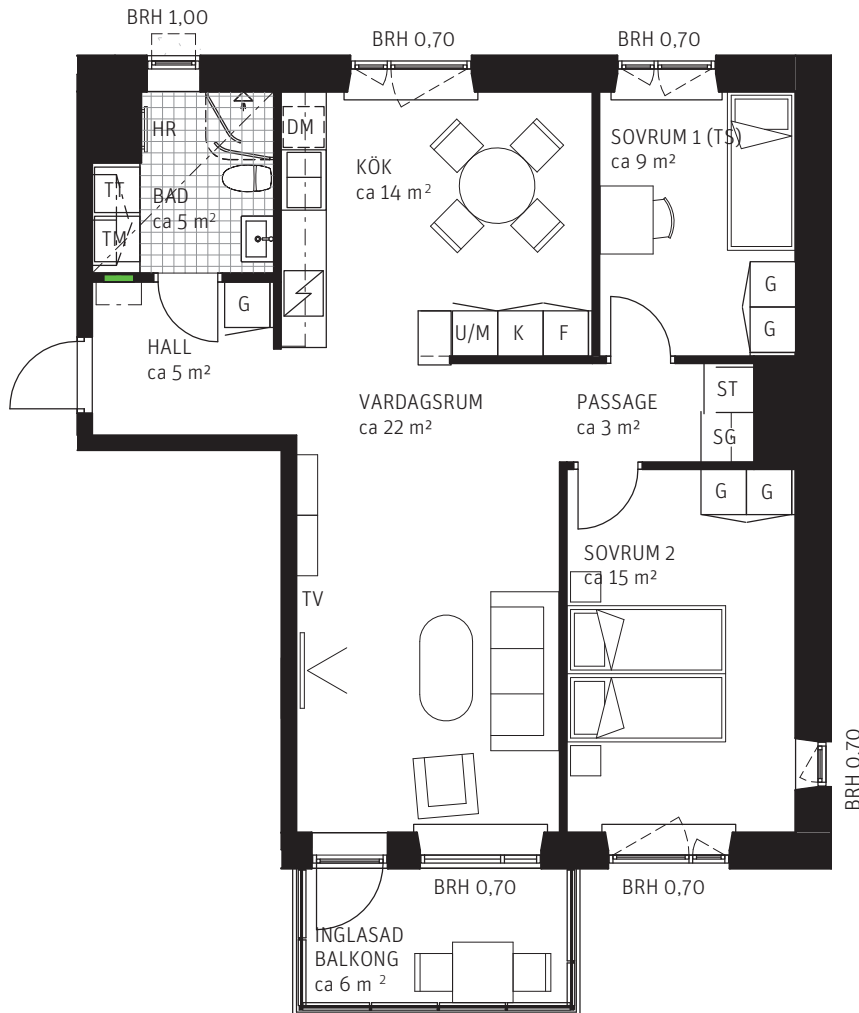 BRH 1,00
BRH 0,70
BRH 0,70
HR
DM
SOVRUM 1 (TS)
ca 9 m²
KÖK
ca 14 m²
TT
BAD
ca 5 m²
TM
G
G
G
HALL
ca 5 m²
U/M
K
F
VARDAGSRUM
ca 22 m²
PASSAGE
ca 3 m²
ST
SG
G
G
SOVRUM 2
ca 15 m²
TV
BRH 0,70
BRH 0,70
BRH 0,70
INGLASAD
BALKONG
ca 6 m ²